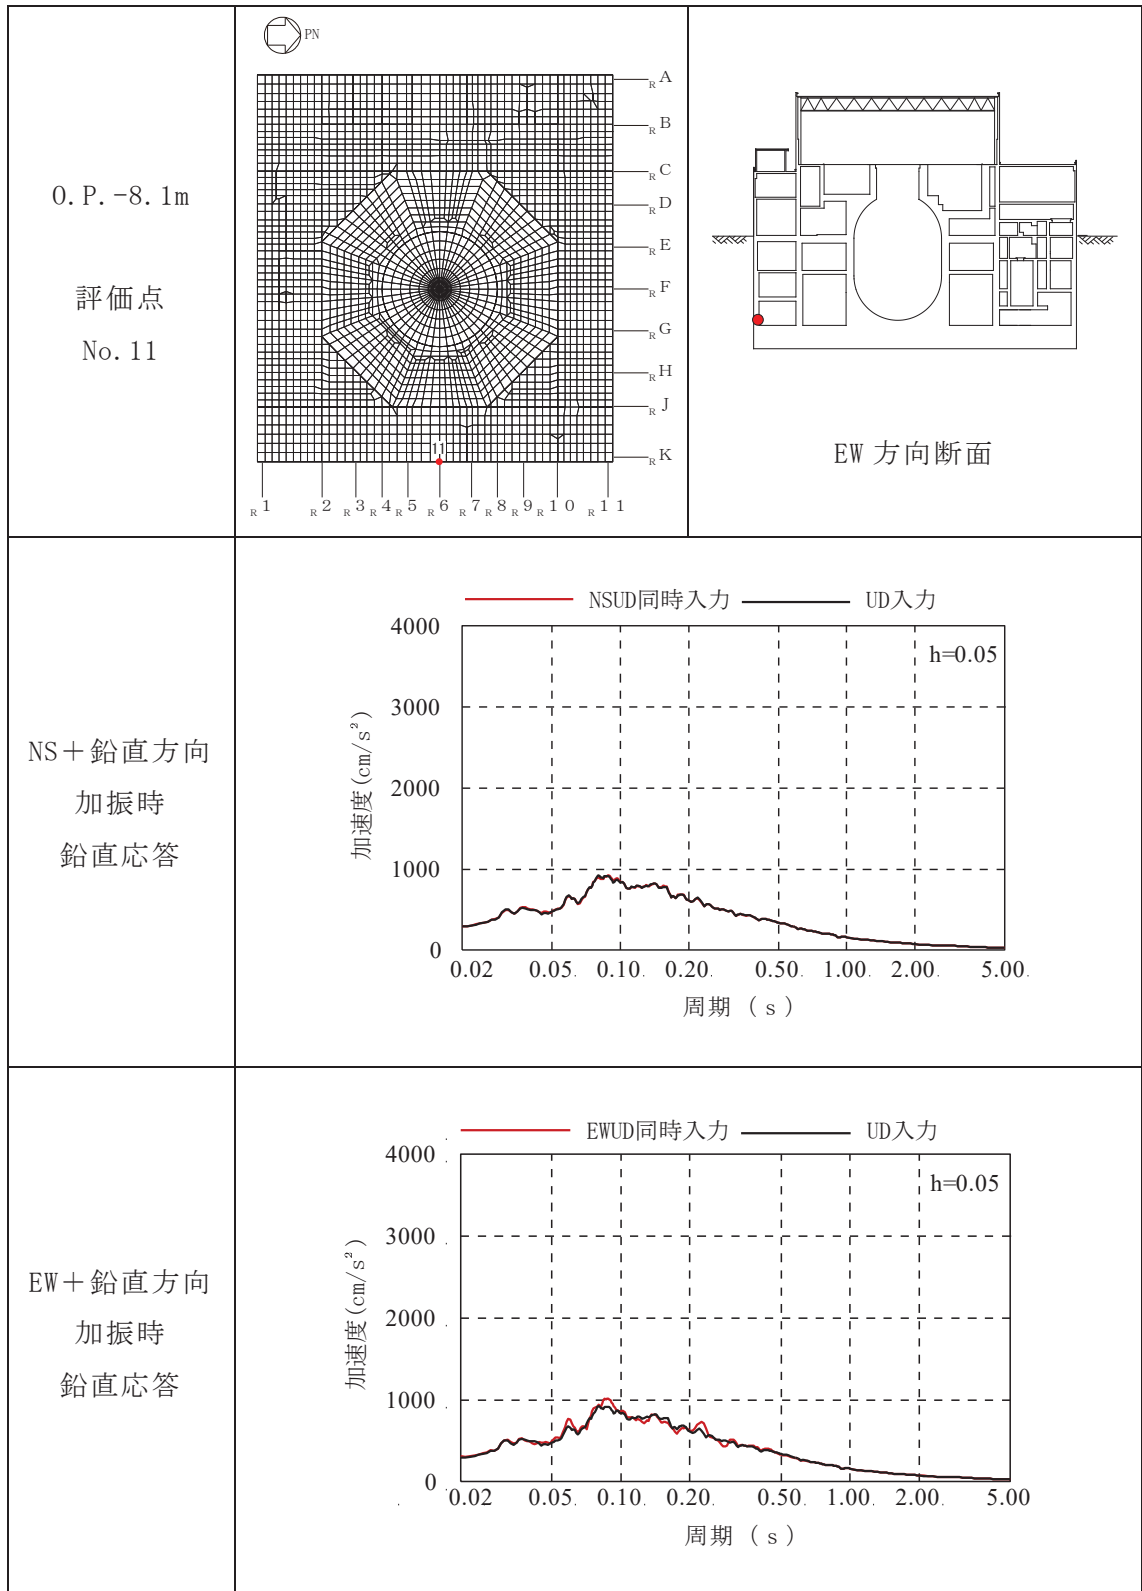 O.P.-8.1m
評価点
No.11
PN
R A
R B
R C
R D
R E
R F
R G
R H
R J
R K
11
R 1 R 2 R 3 R 4 R 5 R 6 R 7 R 8 R 9 R 1 0 R 1 1
EW 方向断面
NS＋鉛直方向
加振時
鉛直応答
NSUD同時入力 UD入力
h=0.05
加速度(cm/s²)
4000
3000
2000
1000
0
0.02 0.05 0.10 0.20 0.50 1.00 2.00 5.00
周期 (s)
EW＋鉛直方向
加振時
鉛直応答
EWUD同時入力 UD入力
h=0.05
加速度(cm/s²)
4000
3000
2000
1000
0
0.02 0.05 0.10 0.20 0.50 1.00 2.00 5.00
周期 (s)